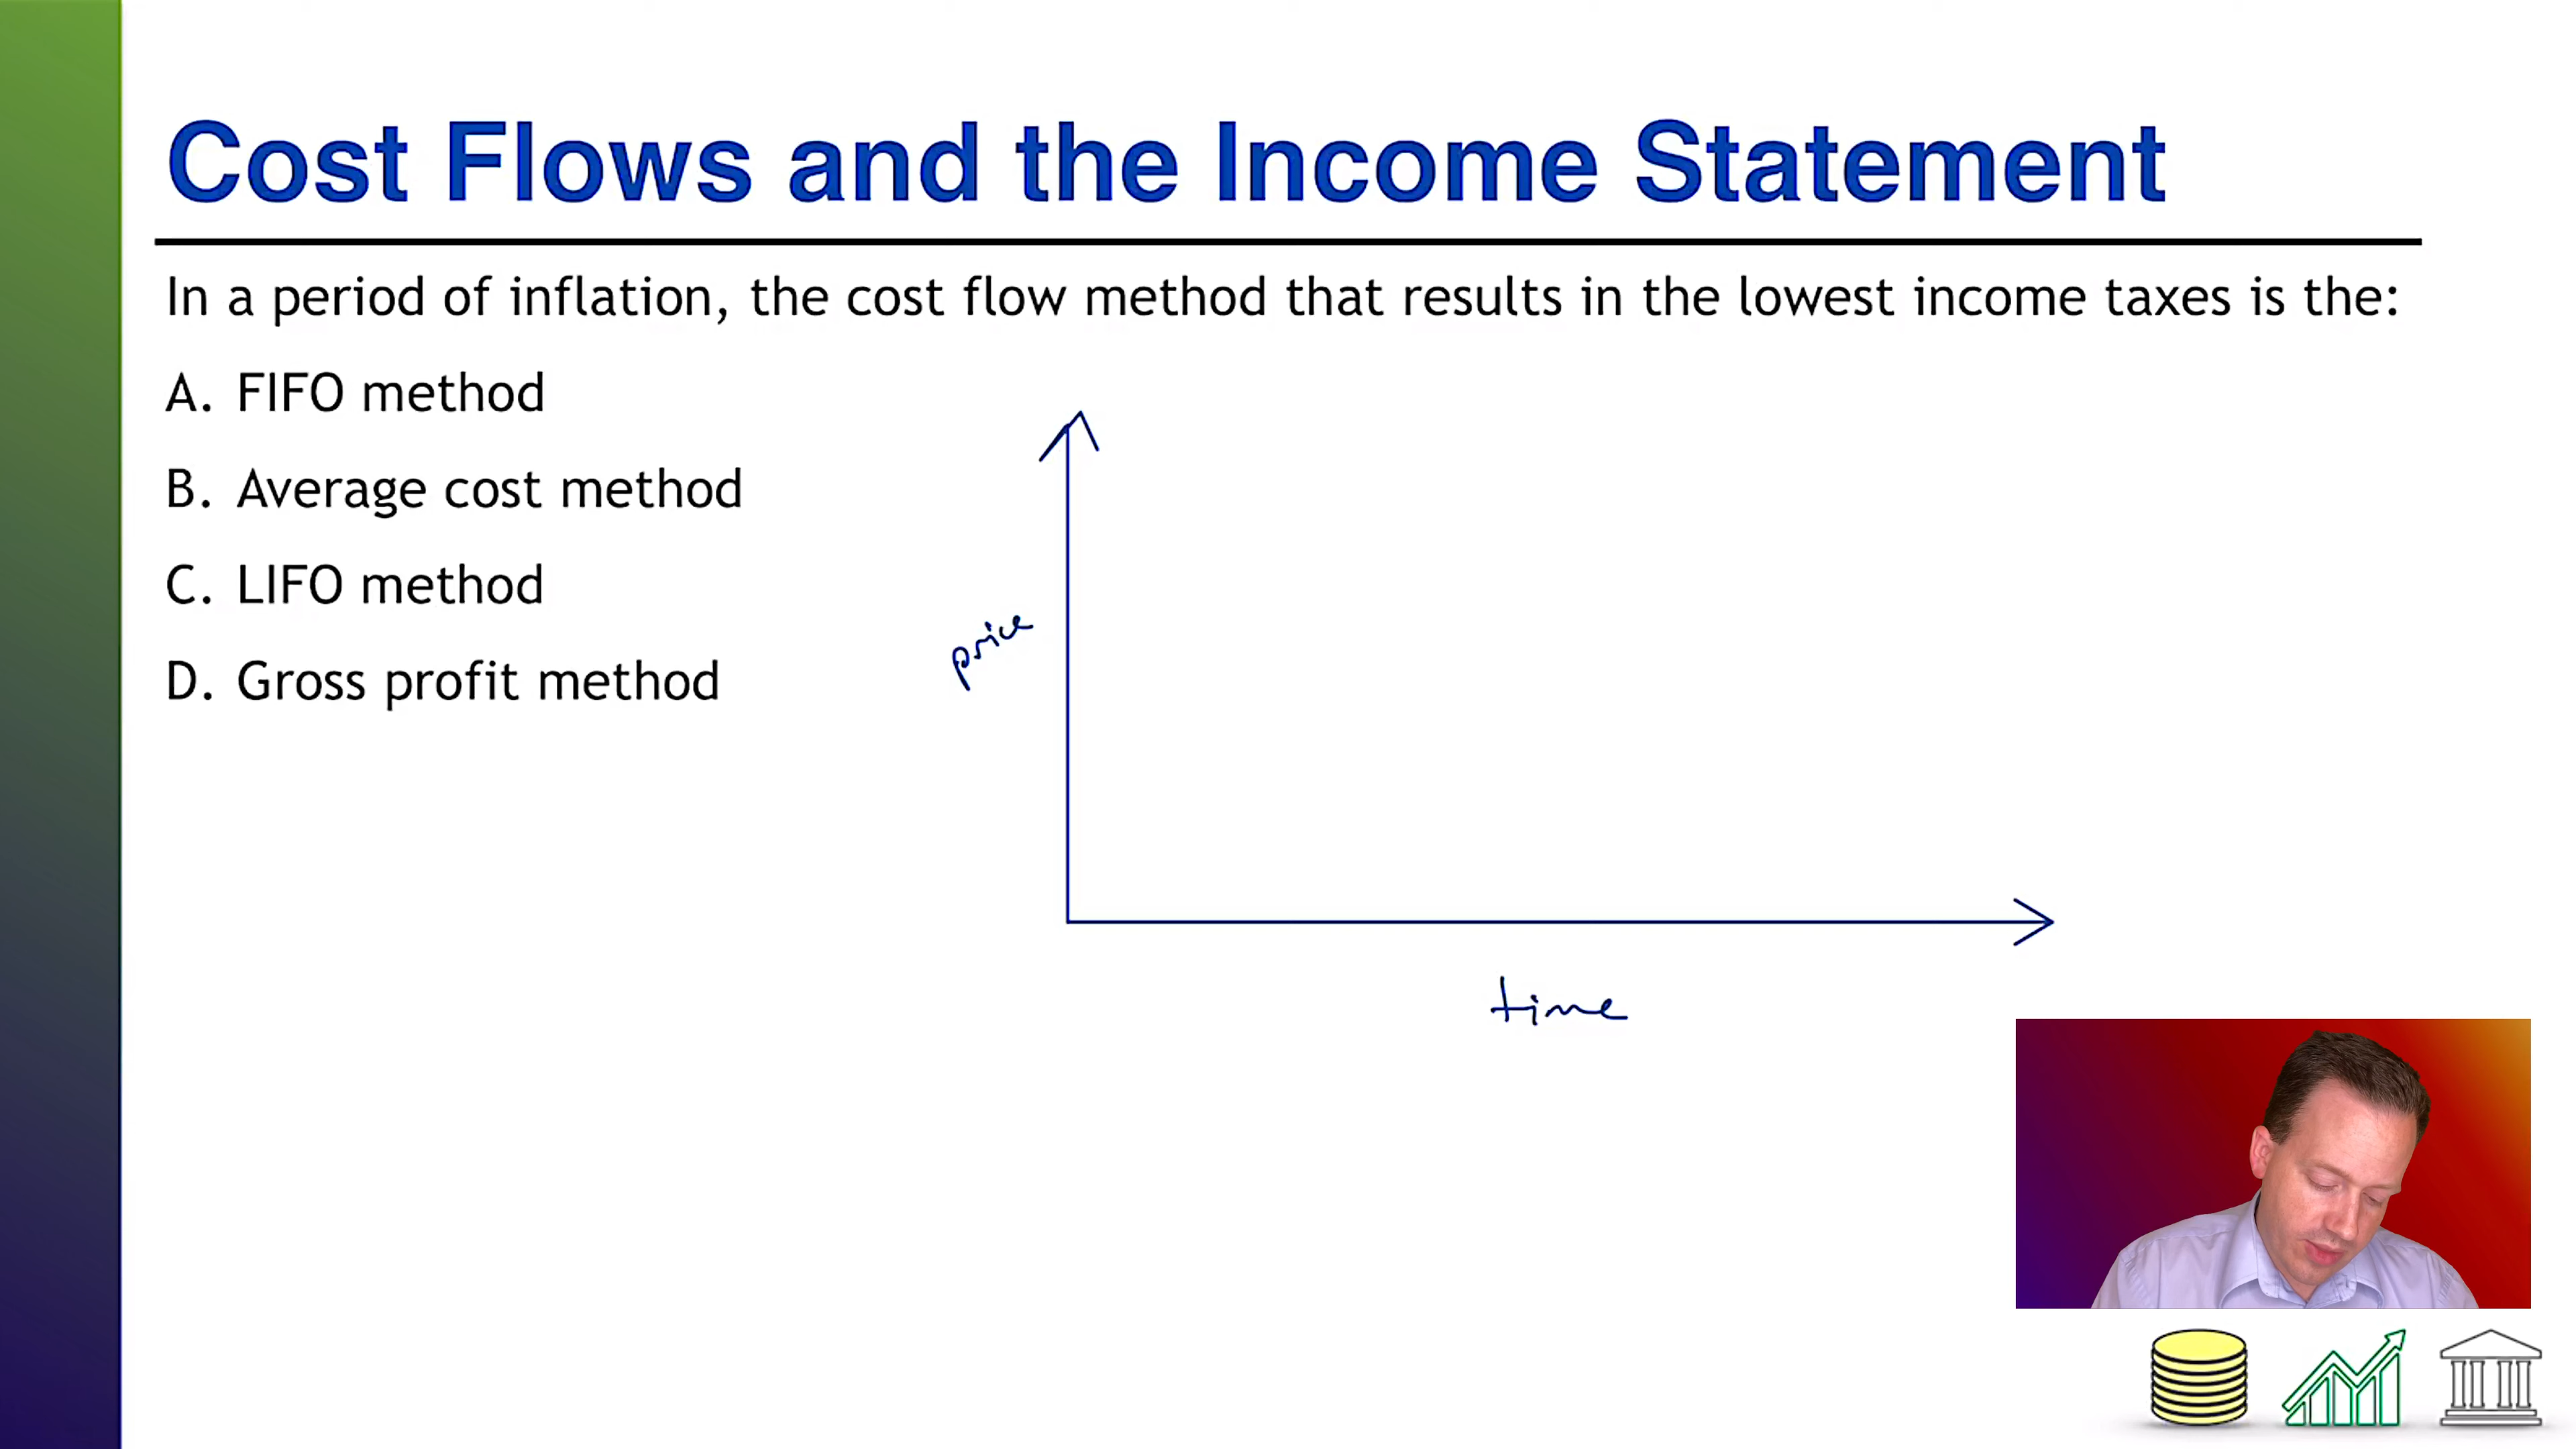 Cost Flows and the Income Statement
In a period of inflation, the cost flow method that results in the lowest income taxes is the:
A. FIFO method
B. Average cost method
C. LIFO method
D. Gross profit method
price
time